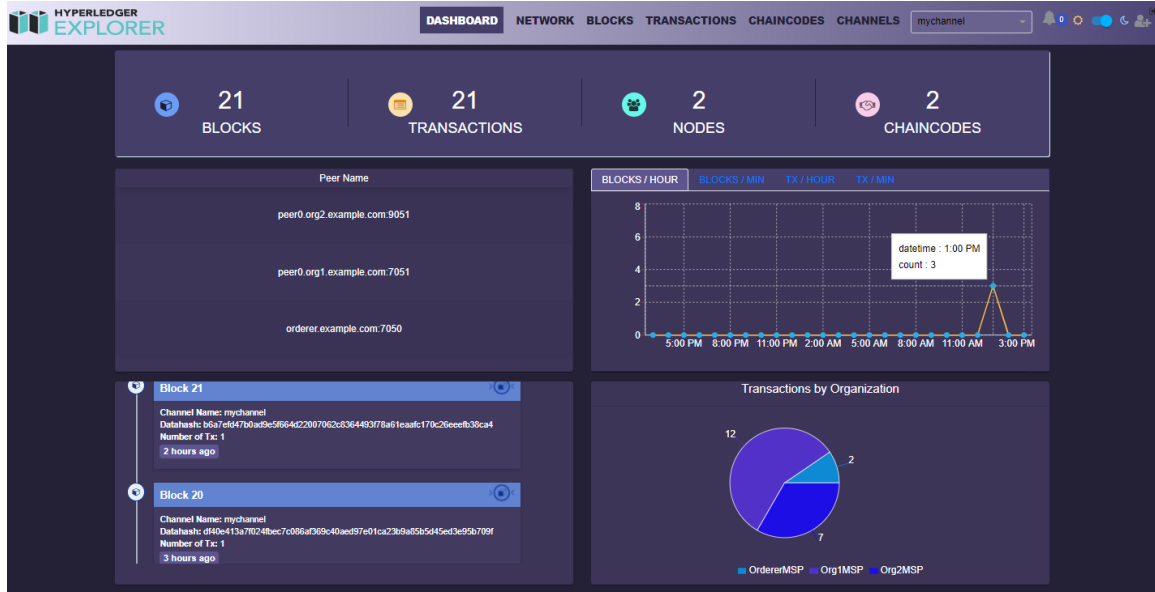 HYPERLEDGER
EXPLORER
DASHBOARD NETWORK BLOCKS TRANSACTIONS CHAINCODES CHANNELS mychannel 0
21
BLOCKS
21
TRANSACTIONS
2
NODES
2
CHAINCODES
Peer Name
peer0.org2.example.com:9051
peer0.org1.example.com:7051
orderer.example.com:7050
BLOCKS / HOUR BLOCKS / MIN TX / HOUR TX / MIN
8
6
4
2
0
datetime : 1:00 PM
count : 3
5:00 PM 8:00 PM 11:00 PM 2:00 AM 5:00 AM 8:00 AM 11:00 AM 3:00 PM
Block 21
Channel Name: mychannel
Datahash: b6a7efd47b0ad9e5f664d22007062c8364493f78a61eaafc170c26eeefb38ca4
Number of Tx: 1
2 hours ago
Block 20
Channel Name: mychannel
Datahash: df40e413a7f024fbec7c086af369c40aed97e01ca23b9a85b5d45ed3e95b709f
Number of Tx: 1
3 hours ago
Transactions by Organization
12
2
7
OrdererMSP Org1MSP Org2MSP